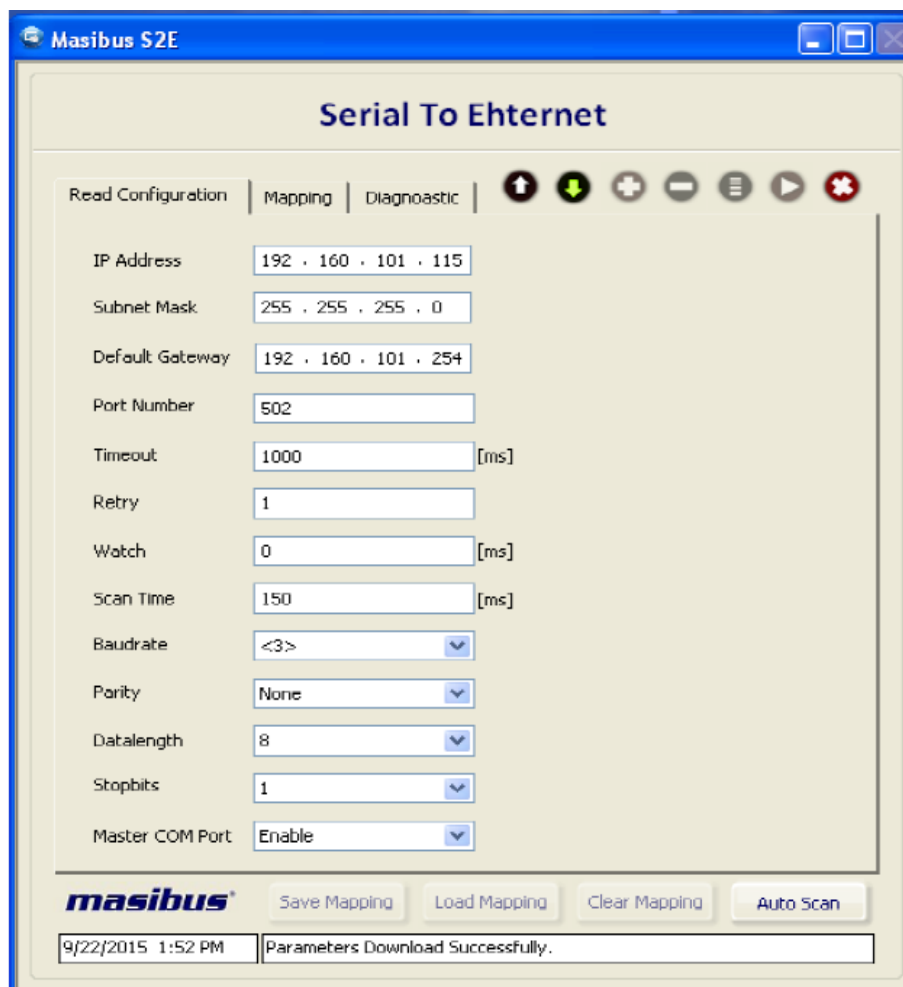 Masibus S2E
Serial To Ehternet
Read Configuration Mapping Diagnoastic
IP Address 192 . 160 . 101 . 115
Subnet Mask 255 . 255 . 255 . 0
Default Gateway 192 . 160 . 101 . 254
Port Number 502
Timeout 1000 [ms]
Retry 1
Watch 0 [ms]
Scan Time 150 [ms]
Baudrate <3>
Parity None
Datalength 8
Stopbits 1
Master COM Port Enable
masibus Save Mapping Load Mapping Clear Mapping Auto Scan
9/22/2015 1:52 PM Parameters Download Successfully.